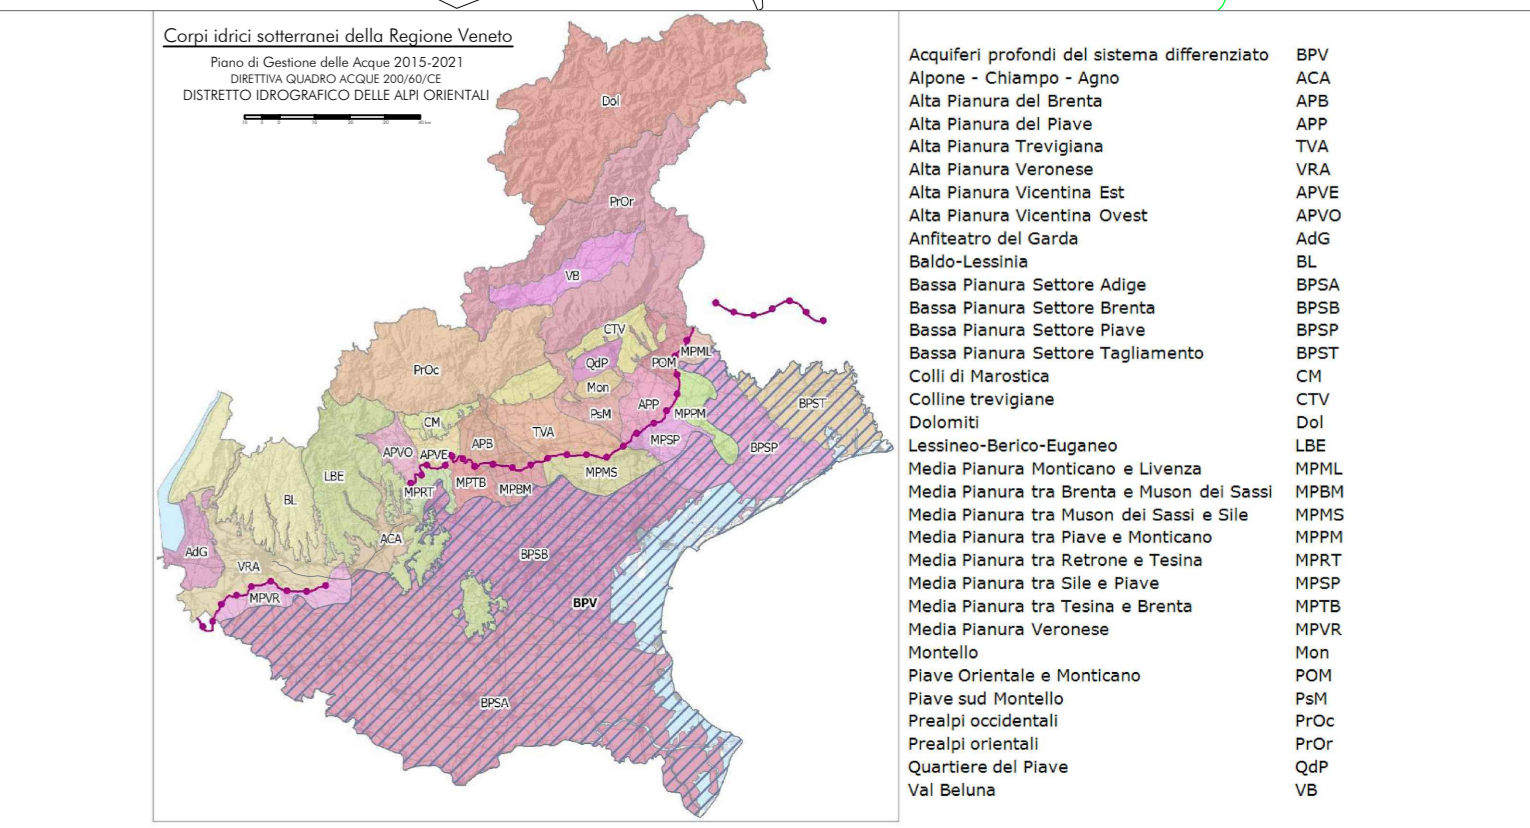 Corpi idrici sotterranei della Regione Veneto
Piano di Gestione delle Acque 2015-2021
DIRETTIVA QUADRO ACQUE 200/60/CE
DISTRETTO IDROGRAFICO DELLE ALPI ORIENTALI
Dol
PrOr
VB
CTV
MPML
QdP
POM
PrOc
Mon
BPST
APP
PsM
MPPM
CM
TVA
APB
MPSP
BPSP
APVO
APVE
MPMS
LBE
MPTB
MPRT
MPBM
BL
ACA
AdG
BPSB
VRA
MPVR
BPV
BPSA
Acquiferi profondi del sistema differenziato BPV
Alpone - Chiampo - Agno ACA
Alta Pianura del Brenta APB
Alta Pianura del Piave APP
Alta Pianura Trevigiana TVA
Alta Pianura Veronese VRA
Alta Pianura Vicentina Est APVE
Alta Pianura Vicentina Ovest APVO
Anfiteatro del Garda AdG
Baldo-Lessinia BL
Bassa Pianura Settore Adige BPSA
Bassa Pianura Settore Brenta BPSB
Bassa Pianura Settore Piave BPSP
Bassa Pianura Settore Tagliamento BPST
Colli di Marostica CM
Colline trevigiane CTV
Dolomiti Dol
Lessineo-Berico-Euganeo LBE
Media Pianura Monticano e Livenza MPML
Media Pianura tra Brenta e Muson dei Sassi MPBM
Media Pianura tra Muson dei Sassi e Sile MPMS
Media Pianura tra Piave e Monticano MPPM
Media Pianura tra Retrone e Tesina MPRT
Media Pianura tra Sile e Piave MPSP
Media Pianura tra Tesina e Brenta MPTB
Media Pianura Veronese MPVR
Montello Mon
Piave Orientale e Monticano POM
Piave sud Montello PsM
Prealpi occidentali PrOc
Prealpi orientali PrOr
Quartiere del Piave QdP
Val Beluna VB